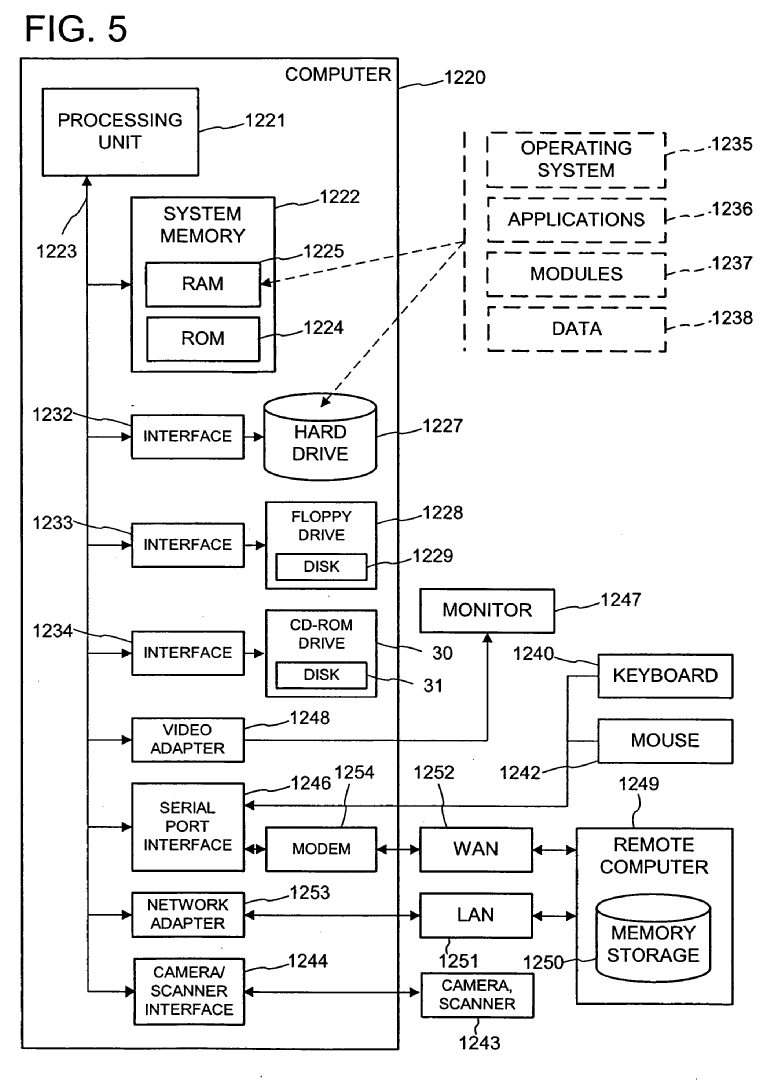 FIG. 5
COMPUTER
1220
PROCESSING
UNIT
1221
1223
SYSTEM
MEMORY
1222
RAM
1225
ROM
1224
OPERATING
SYSTEM
1235
APPLICATIONS
1236
MODULES
1237
DATA
1238
1232
INTERFACE
HARD
DRIVE
1227
1233
INTERFACE
FLOPPY
DRIVE
1228
DISK
1229
1234
INTERFACE
CD-ROM
DRIVE
30
DISK
31
MONITOR
1247
1240
KEYBOARD
MOUSE
1242
VIDEO
ADAPTER
1248
SERIAL
PORT
INTERFACE
1246
MODEM
1254
WAN
1252
1249
REMOTE
COMPUTER
MEMORY
STORAGE
1250
NETWORK
ADAPTER
1253
LAN
1251
CAMERA/
SCANNER
INTERFACE
1244
CAMERA,
SCANNER
1243